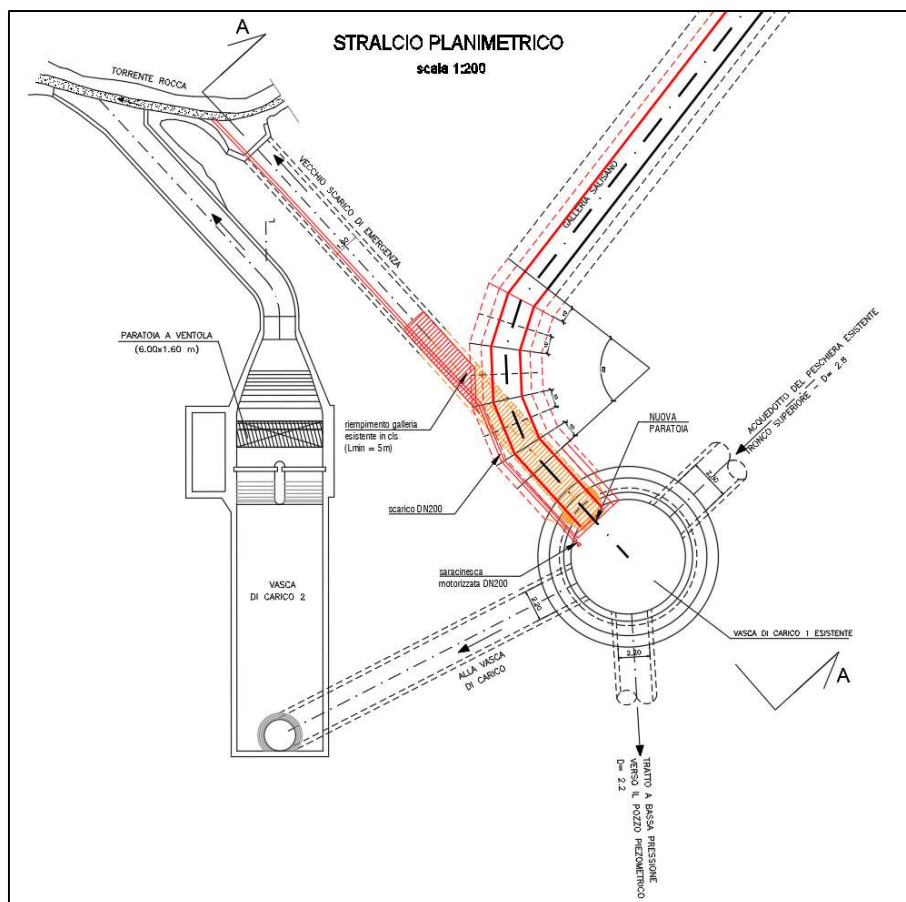 A
STRALCIO PLANIMETRICO
scala 1:200
TORRENTE ROCCA
VECCHIO SCARICO DI EMERGENZA
GALLERIA SALISANO
PARATOIA A VENTOLA
(6.00x1.60 m)
riempimento galleria
esistente in cls
(Lmin = 5m)
NUOVA
PARATOIA
ACQUEDOTTO DEL PESCHIERA ESISTENTE
TRONCO SUPERIORE - D= 2.8
2.80
scarico DN200
saracinesca
motorizzata DN200
VASCA
DI CARICO 2
2.20
VASCA DI CARICO 1 ESISTENTE
ALLA VASCA
DI CARICO
2.20
A
TRATTO A BASSA PRESSIONE
VERSO IL POZZO PIEZOMETRICO
D= 2.2